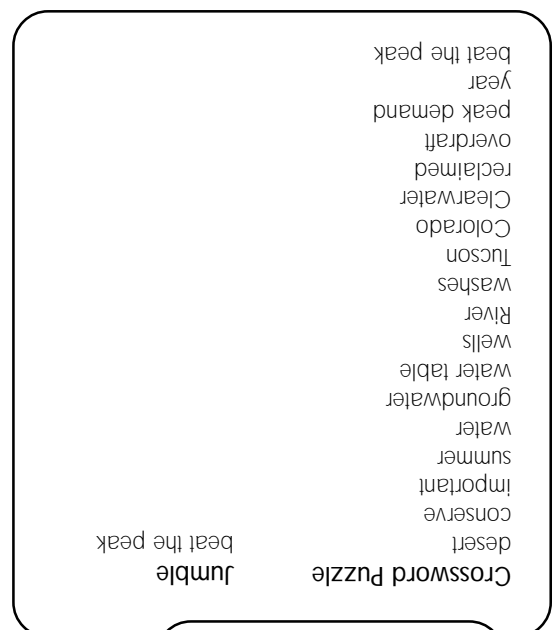 Crossword Puzzle
desert
conserve
important
summer
water
groundwater
water table
wells
River
washes
Tucson
Colorado
Clearwater
reclaimed
overdraft
peak demand
year
beat the peak
Jumble
beat the peak